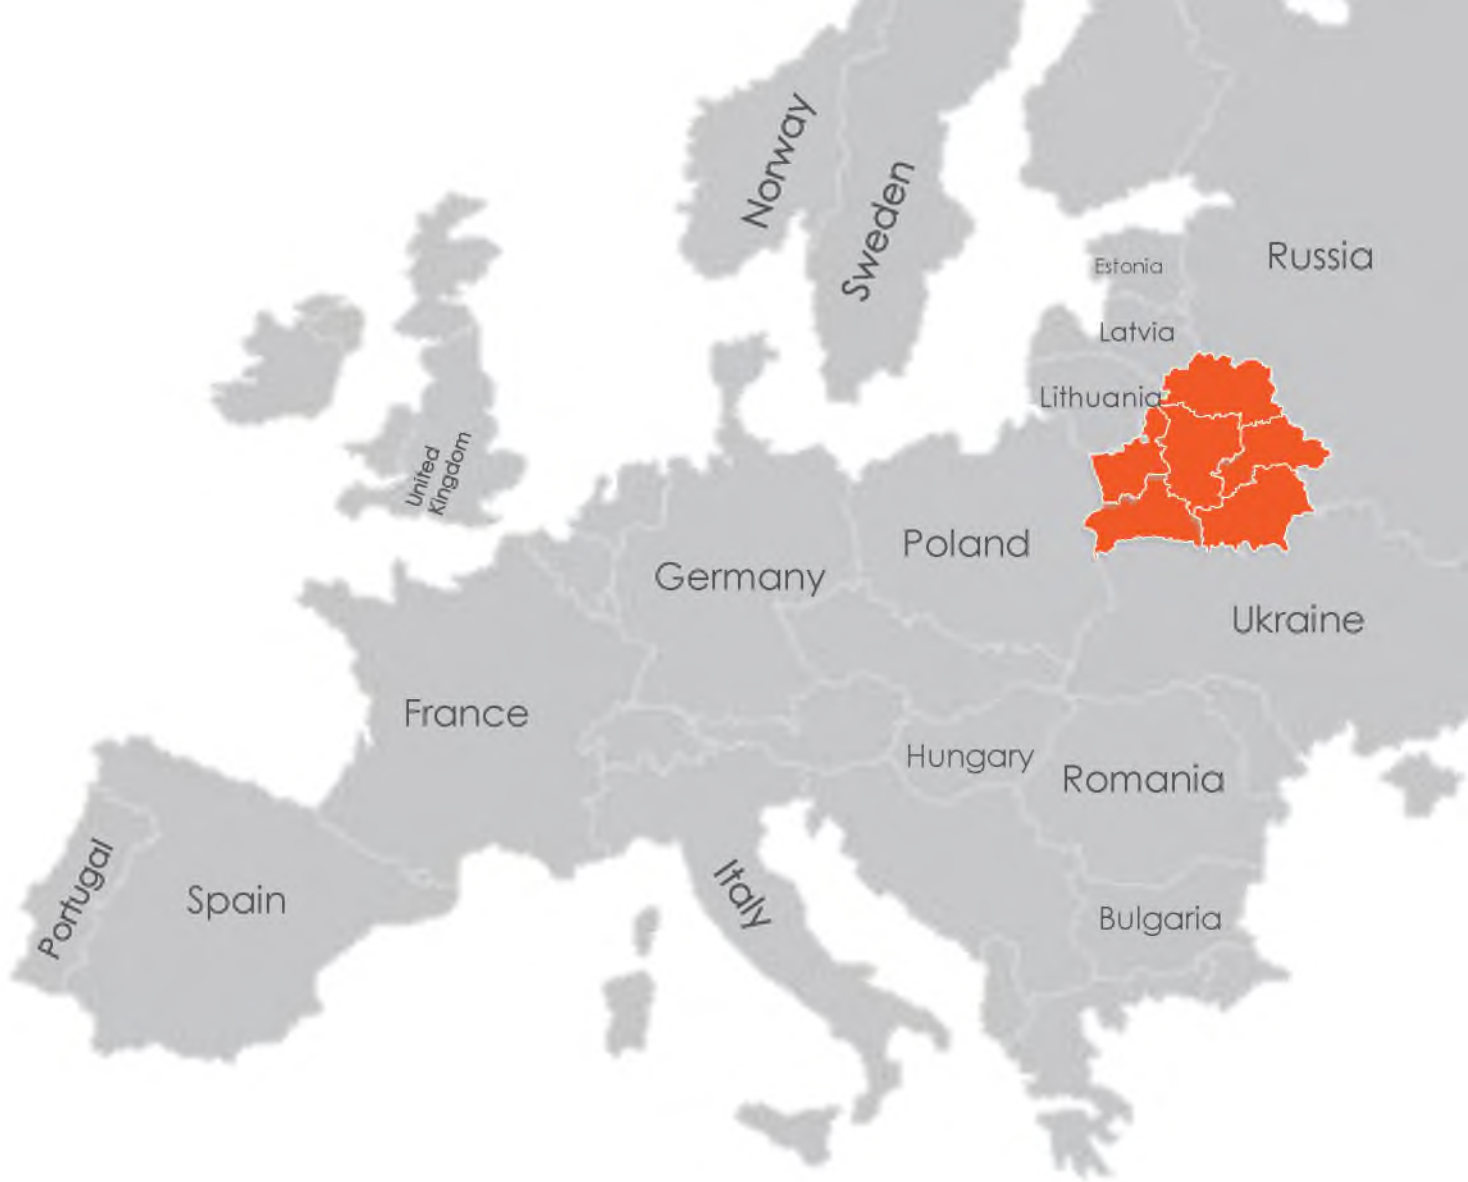 Norway
Sweden
Russia
Estonia
Latvia
Lithuania
United
Kingdom
Poland
Germany
Ukraine
France
Hungary
Romania
Portugal
Spain
Italy
Bulgaria